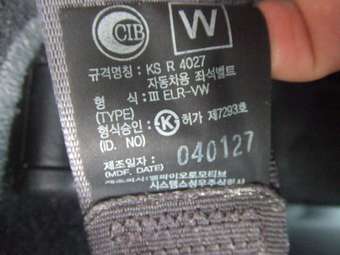 CIB W
규격명칭 : KS R 4027
자동차용 좌석벨트
형 식 : III ELR-VW
(TYPE)
형식승인 : K 허가 제7293호
(ID. NO)
제조일자 : 040127
(MDF. DATE)